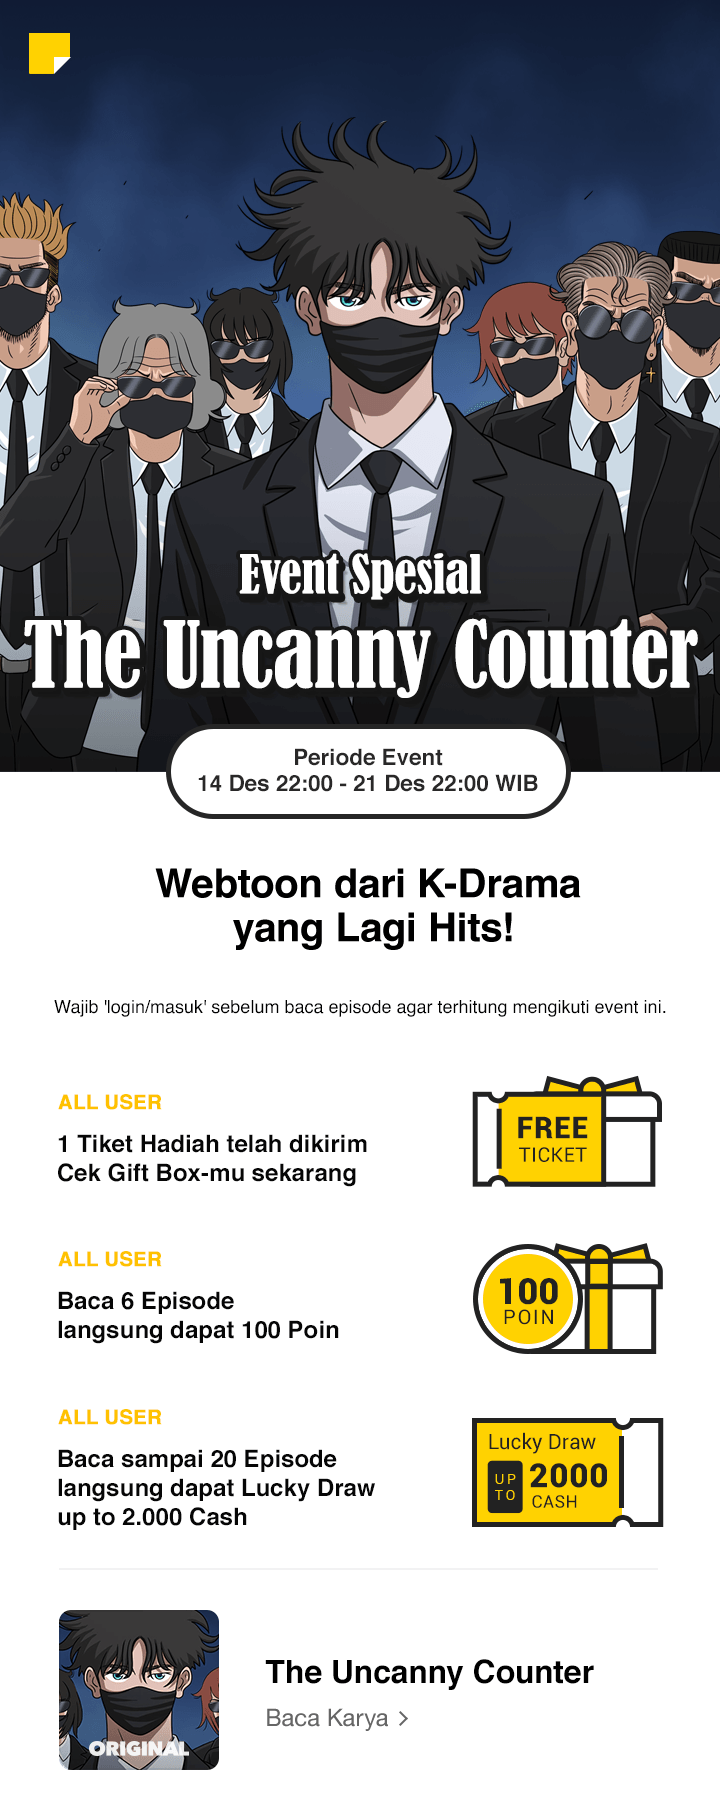 Event Spesial
The Uncanny Counter
Periode Event
14 Des 22:00 - 21 Des 22:00 WIB
Webtoon dari K-Drama
yang Lagi Hits!
Wajib 'login/masuk' sebelum baca episode agar terhitung mengikuti event ini.
ALL USER
1 Tiket Hadiah telah dikirim
Cek Gift Box-mu sekarang
FREE
TICKET
ALL USER
Baca 6 Episode
langsung dapat 100 Poin
100
POIN
ALL USER
Baca sampai 20 Episode
langsung dapat Lucky Draw
up to 2.000 Cash
Lucky Draw
UP TO 2000
CASH
ORIGINAL
The Uncanny Counter
Baca Karya >